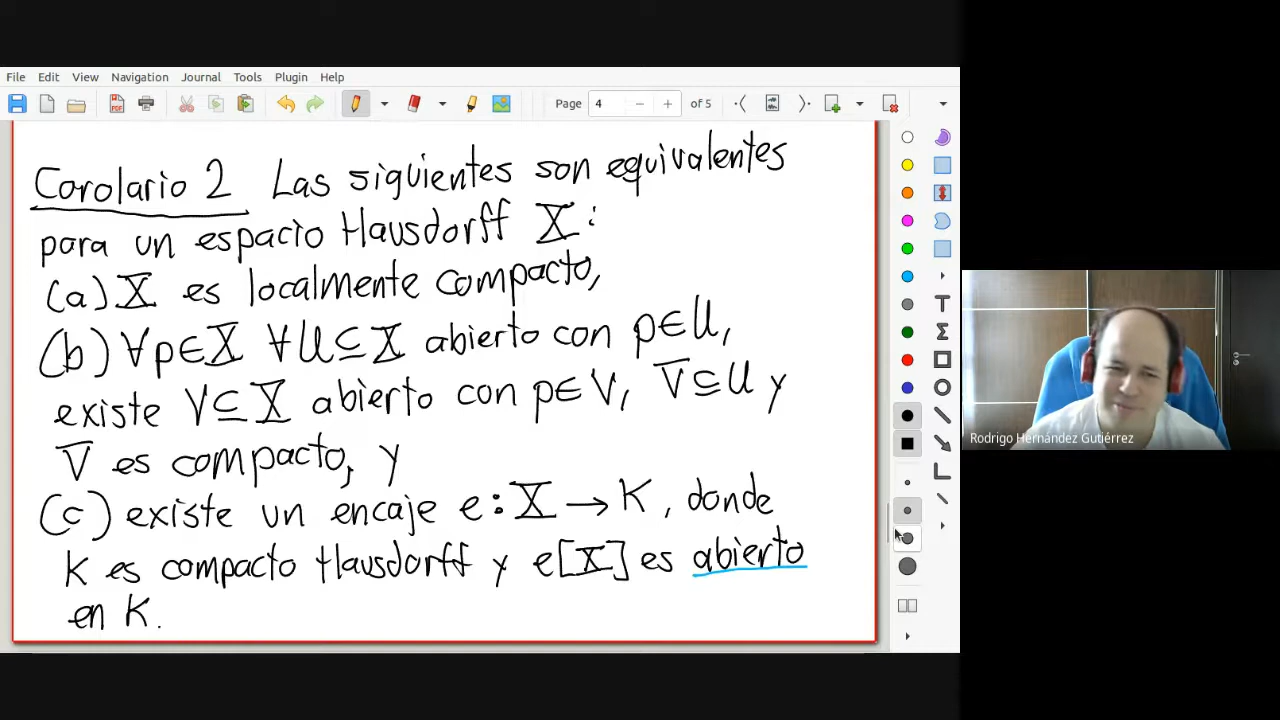 File Edit View Navigation Journal Tools Plugin Help
Page 4 of 5
Corolario 2 Las siguientes son equivalentes
para un espacio Hausdorff X:
(a) X es localmente compacto,
(b) ∀p∈X ∀U⊆X abierto con p∈U,
existe V⊆X abierto con p∈V, V̅⊆U y
V̅ es compacto, y
(c) existe un encaje e: X → K, donde
K es compacto Hausdorff y e[X] es abierto
en K.
Rodrigo Hernández Gutiérrez